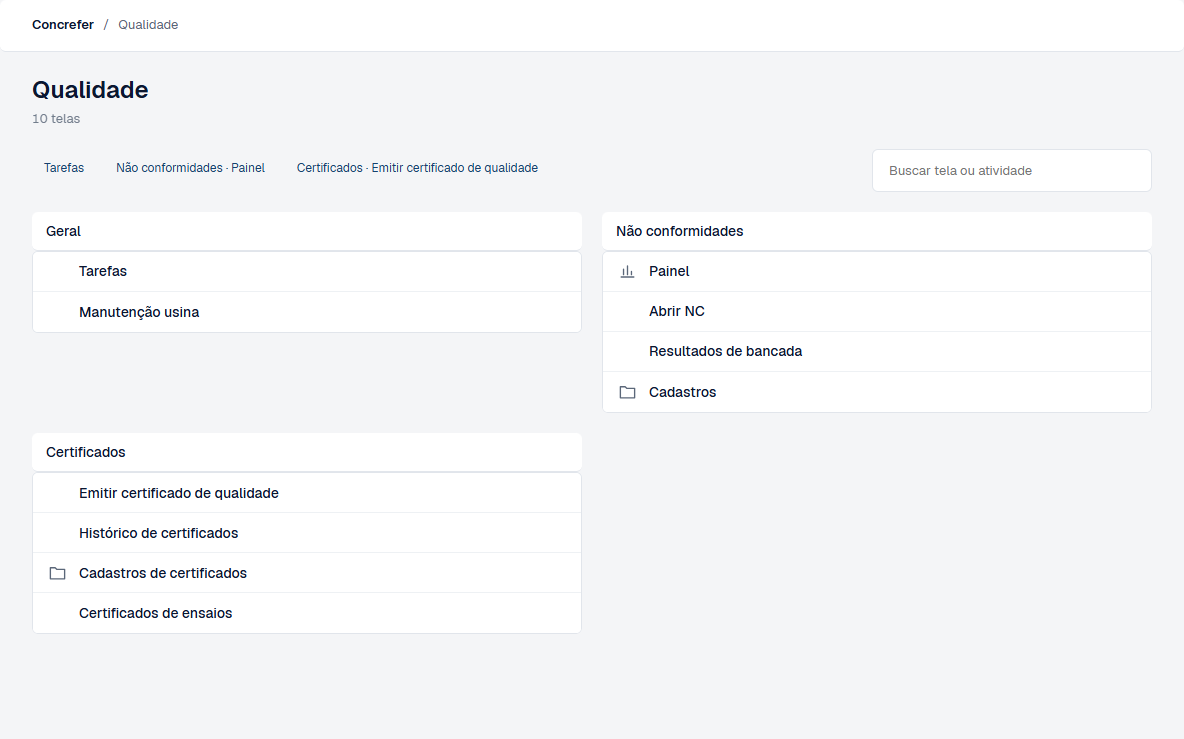 Concrefer / Qualidade
Qualidade
10 telas
Tarefas
Não conformidades · Painel
Certificados · Emitir certificado de qualidade
Buscar tela ou atividade
Geral
Tarefas
Manutenção usina
Não conformidades
Painel
Abrir NC
Resultados de bancada
Cadastros
Certificados
Emitir certificado de qualidade
Histórico de certificados
Cadastros de certificados
Certificados de ensaios